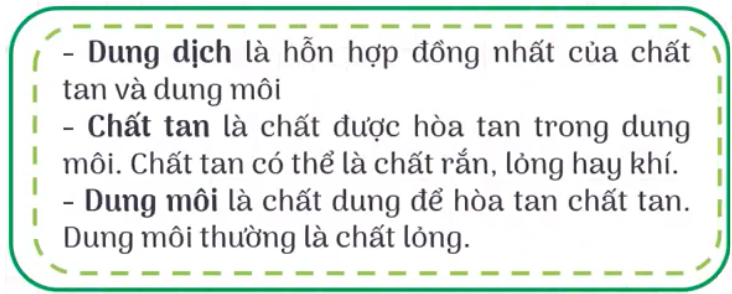 - Dung dịch là hỗn hợp đồng nhất của chất
tan và dung môi
- Chất tan là chất được hòa tan trong dung
môi. Chất tan có thể là chất rắn, lỏng hay khí.
- Dung môi là chất dung để hòa tan chất tan.
Dung môi thường là chất lỏng.